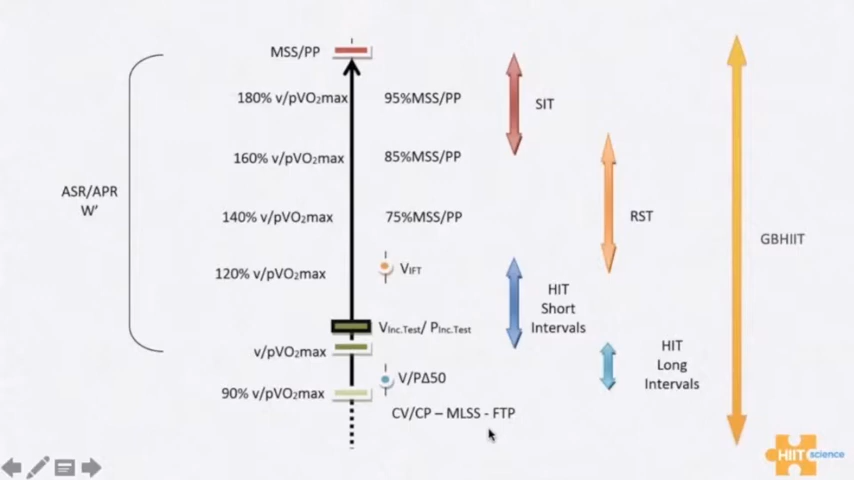 MSS/PP
180% v/pVO₂max
95%MSS/PP
SIT
160% v/pVO₂max
85%MSS/PP
ASR/APR
W'
140% v/pVO₂max
75%MSS/PP
RST
GBHIIT
120% v/pVO₂max
VIFT
HIT
Short
Intervals
VInc.Test/ PInc.Test
v/pVO₂max
HIT
Long
Intervals
V/PΔ50
90% v/pVO₂max
CV/CP – MLSS - FTP
HIIT science